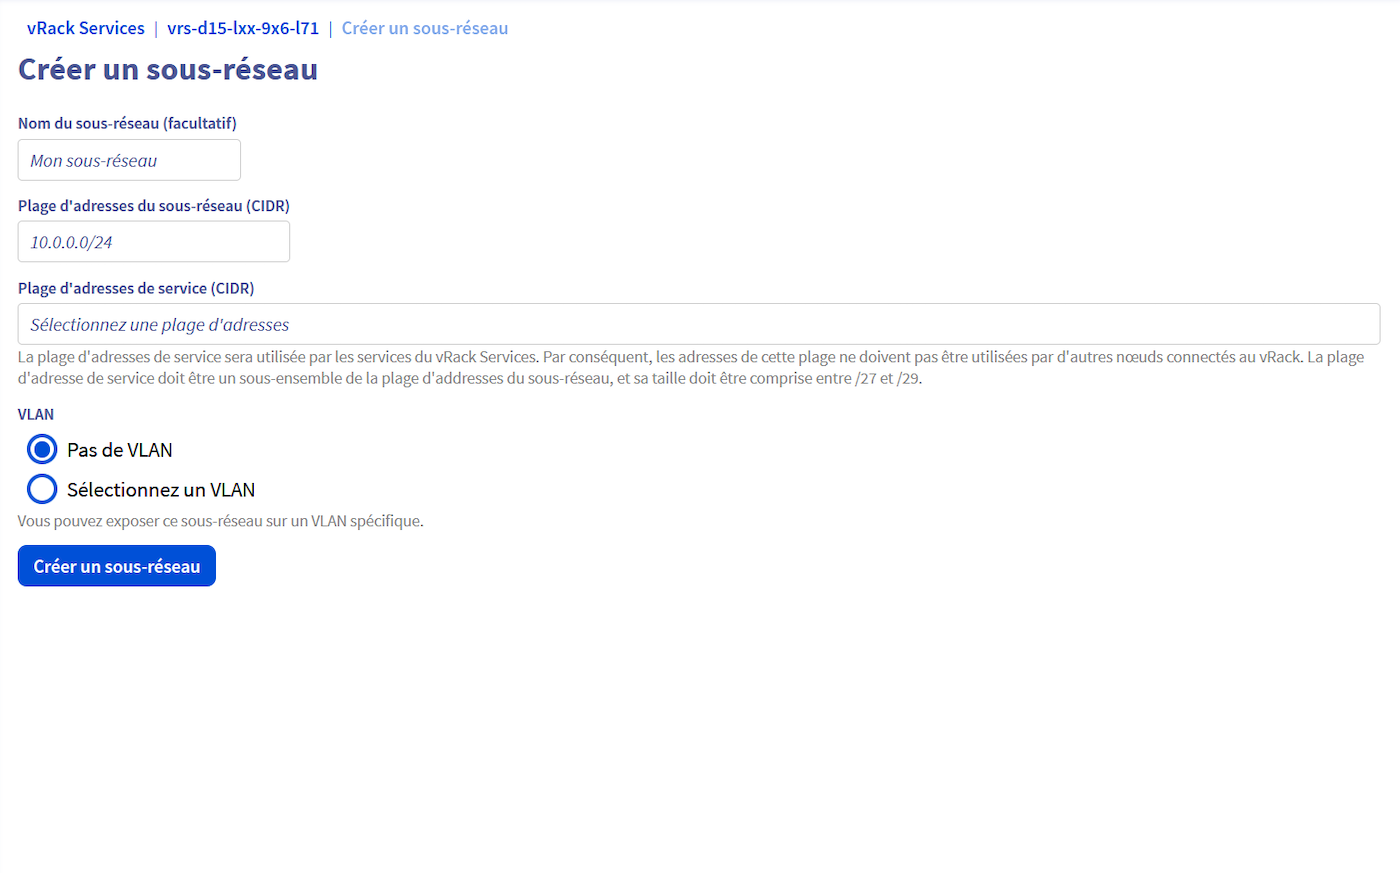 vRack Services | vrs-d15-lxx-9x6-l71 | Créer un sous-réseau
Créer un sous-réseau
Nom du sous-réseau (facultatif)
Mon sous-réseau
Plage d'adresses du sous-réseau (CIDR)
10.0.0.0/24
Plage d'adresses de service (CIDR)
Sélectionnez une plage d'adresses
La plage d'adresses de service sera utilisée par les services du vRack Services. Par conséquent, les adresses de cette plage ne doivent pas être utilisées par d'autres nœuds connectés au vRack. La plage
d'adresse de service doit être un sous-ensemble de la plage d'addresses du sous-réseau, et sa taille doit être comprise entre /27 et /29.
VLAN
Pas de VLAN
Sélectionnez un VLAN
Vous pouvez exposer ce sous-réseau sur un VLAN spécifique.
Créer un sous-réseau